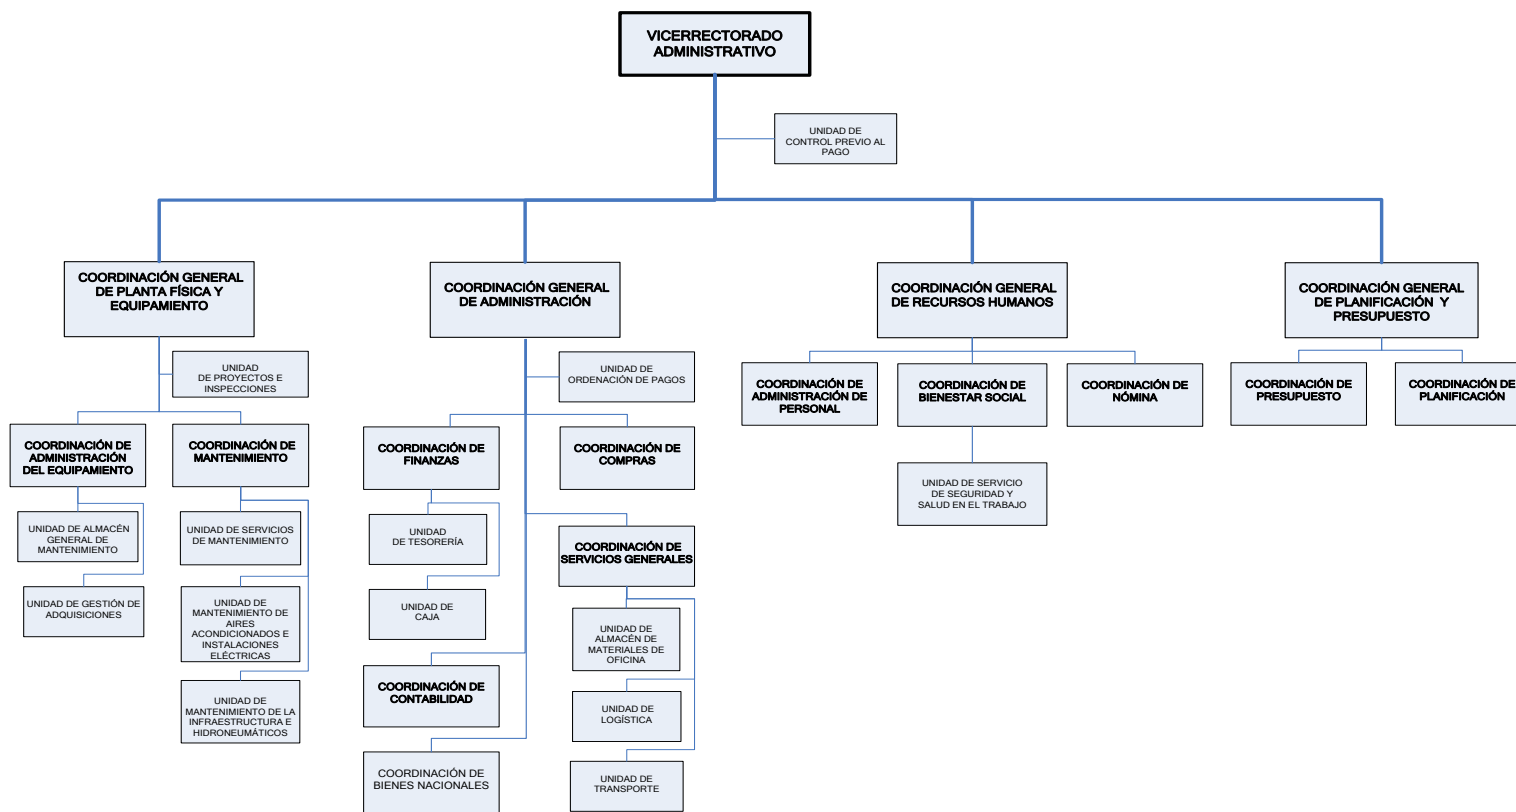 VICERRECTORADO
ADMINISTRATIVO
UNIDAD DE
CONTROL PREVIO AL
PAGO
COORDINACIÓN GENERAL
DE PLANTA FÍSICA Y
EQUIPAMIENTO
COORDINACIÓN GENERAL
DE ADMINISTRACIÓN
COORDINACIÓN GENERAL
DE RECURSOS HUMANOS
COORDINACIÓN GENERAL
DE PLANIFICACIÓN Y
PRESUPUESTO
UNIDAD
DE PROYECTOS E
INSPECCIONES
UNIDAD DE
ORDENACIÓN DE PAGOS
COORDINACIÓN DE
ADMINISTRACIÓN DE
PERSONAL
COORDINACIÓN DE
BIENESTAR SOCIAL
COORDINACIÓN DE
NÓMINA
COORDINACIÓN DE
PRESUPUESTO
COORDINACIÓN DE
PLANIFICACIÓN
COORDINACIÓN DE
ADMINISTRACIÓN
DEL EQUIPAMIENTO
COORDINACIÓN DE
MANTENIMIENTO
COORDINACIÓN DE
FINANZAS
COORDINACIÓN DE
COMPRAS
UNIDAD DE SERVICIO
DE SEGURIDAD Y
SALUD EN EL TRABAJO
UNIDAD DE ALMACÉN
GENERAL DE
MANTENIMIENTO
UNIDAD DE SERVICIOS
DE MANTENIMIENTO
UNIDAD
DE TESORERÍA
COORDINACIÓN DE
SERVICIOS GENERALES
UNIDAD DE GESTIÓN DE
ADQUISICIONES
UNIDAD DE
MANTENIMIENTO DE
AIRES
ACONDICIONADOS E
INSTALACIONES
ELÉCTRICAS
UNIDAD DE
CAJA
UNIDAD DE
ALMACÉN DE
MATERIALES DE
OFICINA
UNIDAD DE
MANTENIMIENTO DE LA
INFRAESTRUCTURA E
HIDRONEUMÁTICOS
COORDINACIÓN DE
CONTABILIDAD
UNIDAD DE
LOGÍSTICA
COORDINACIÓN DE
BIENES NACIONALES
UNIDAD DE
TRANSPORTE